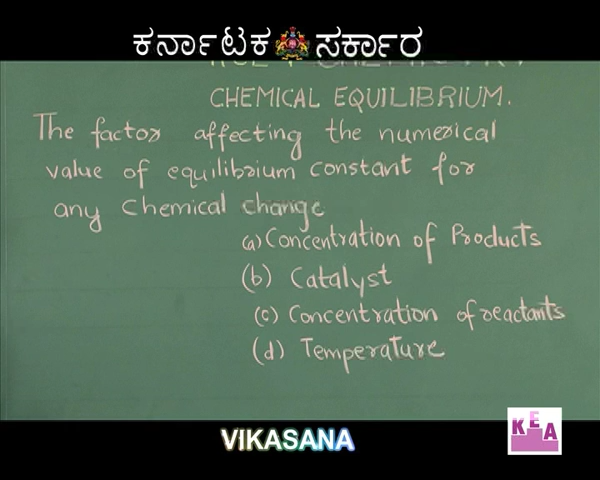 ಕರ್ನಾಟಕ ಸರ್ಕಾರ
CHEMICAL EQUILIBRIUM.
The factor affecting the numerical
value of equilibrium constant for
any chemical change
(a) Concentration of Products
(b) Catalyst
(c) Concentration of reactants
(d) Temperature
VIKASANA
KEA